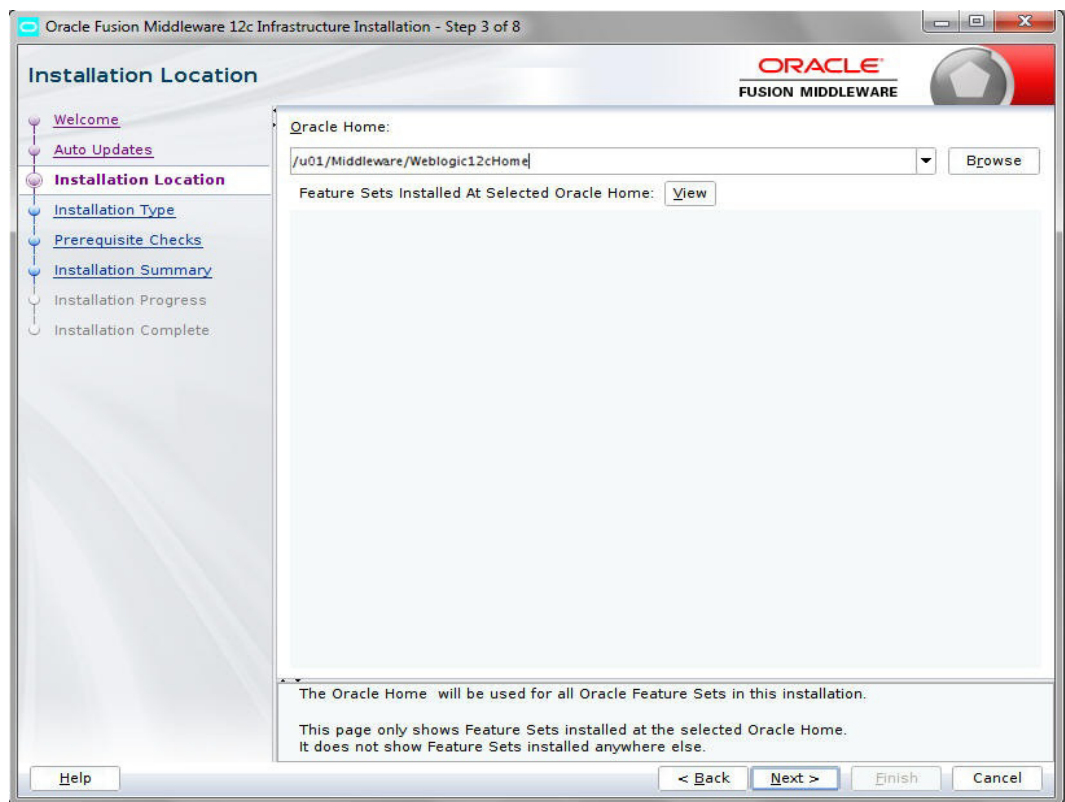 Oracle Fusion Middleware 12c Infrastructure Installation - Step 3 of 8
Installation Location
ORACLE
FUSION MIDDLEWARE
Welcome
Auto Updates
Installation Location
Installation Type
Prerequisite Checks
Installation Summary
Installation Progress
Installation Complete
Oracle Home:
/u01/Middleware/Weblogic12cHome
Browse
Feature Sets Installed At Selected Oracle Home: View
The Oracle Home will be used for all Oracle Feature Sets in this installation.
This page only shows Feature Sets installed at the selected Oracle Home.
It does not show Feature Sets installed anywhere else.
Help
< Back
Next >
Finish
Cancel